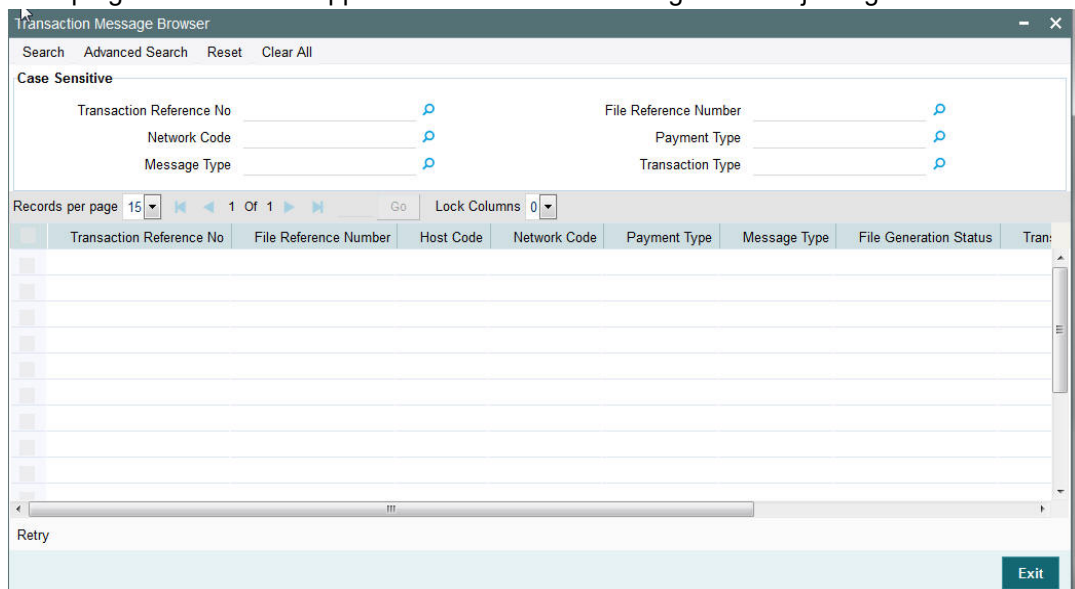 Transaction Message Browser
Search Advanced Search Reset Clear All
Case Sensitive
Transaction Reference No File Reference Number
Network Code Payment Type
Message Type Transaction Type
Records per page 15 1 Of 1 Go Lock Columns 0
Transaction Reference No File Reference Number Host Code Network Code Payment Type Message Type File Generation Status Trans
Retry
Exit